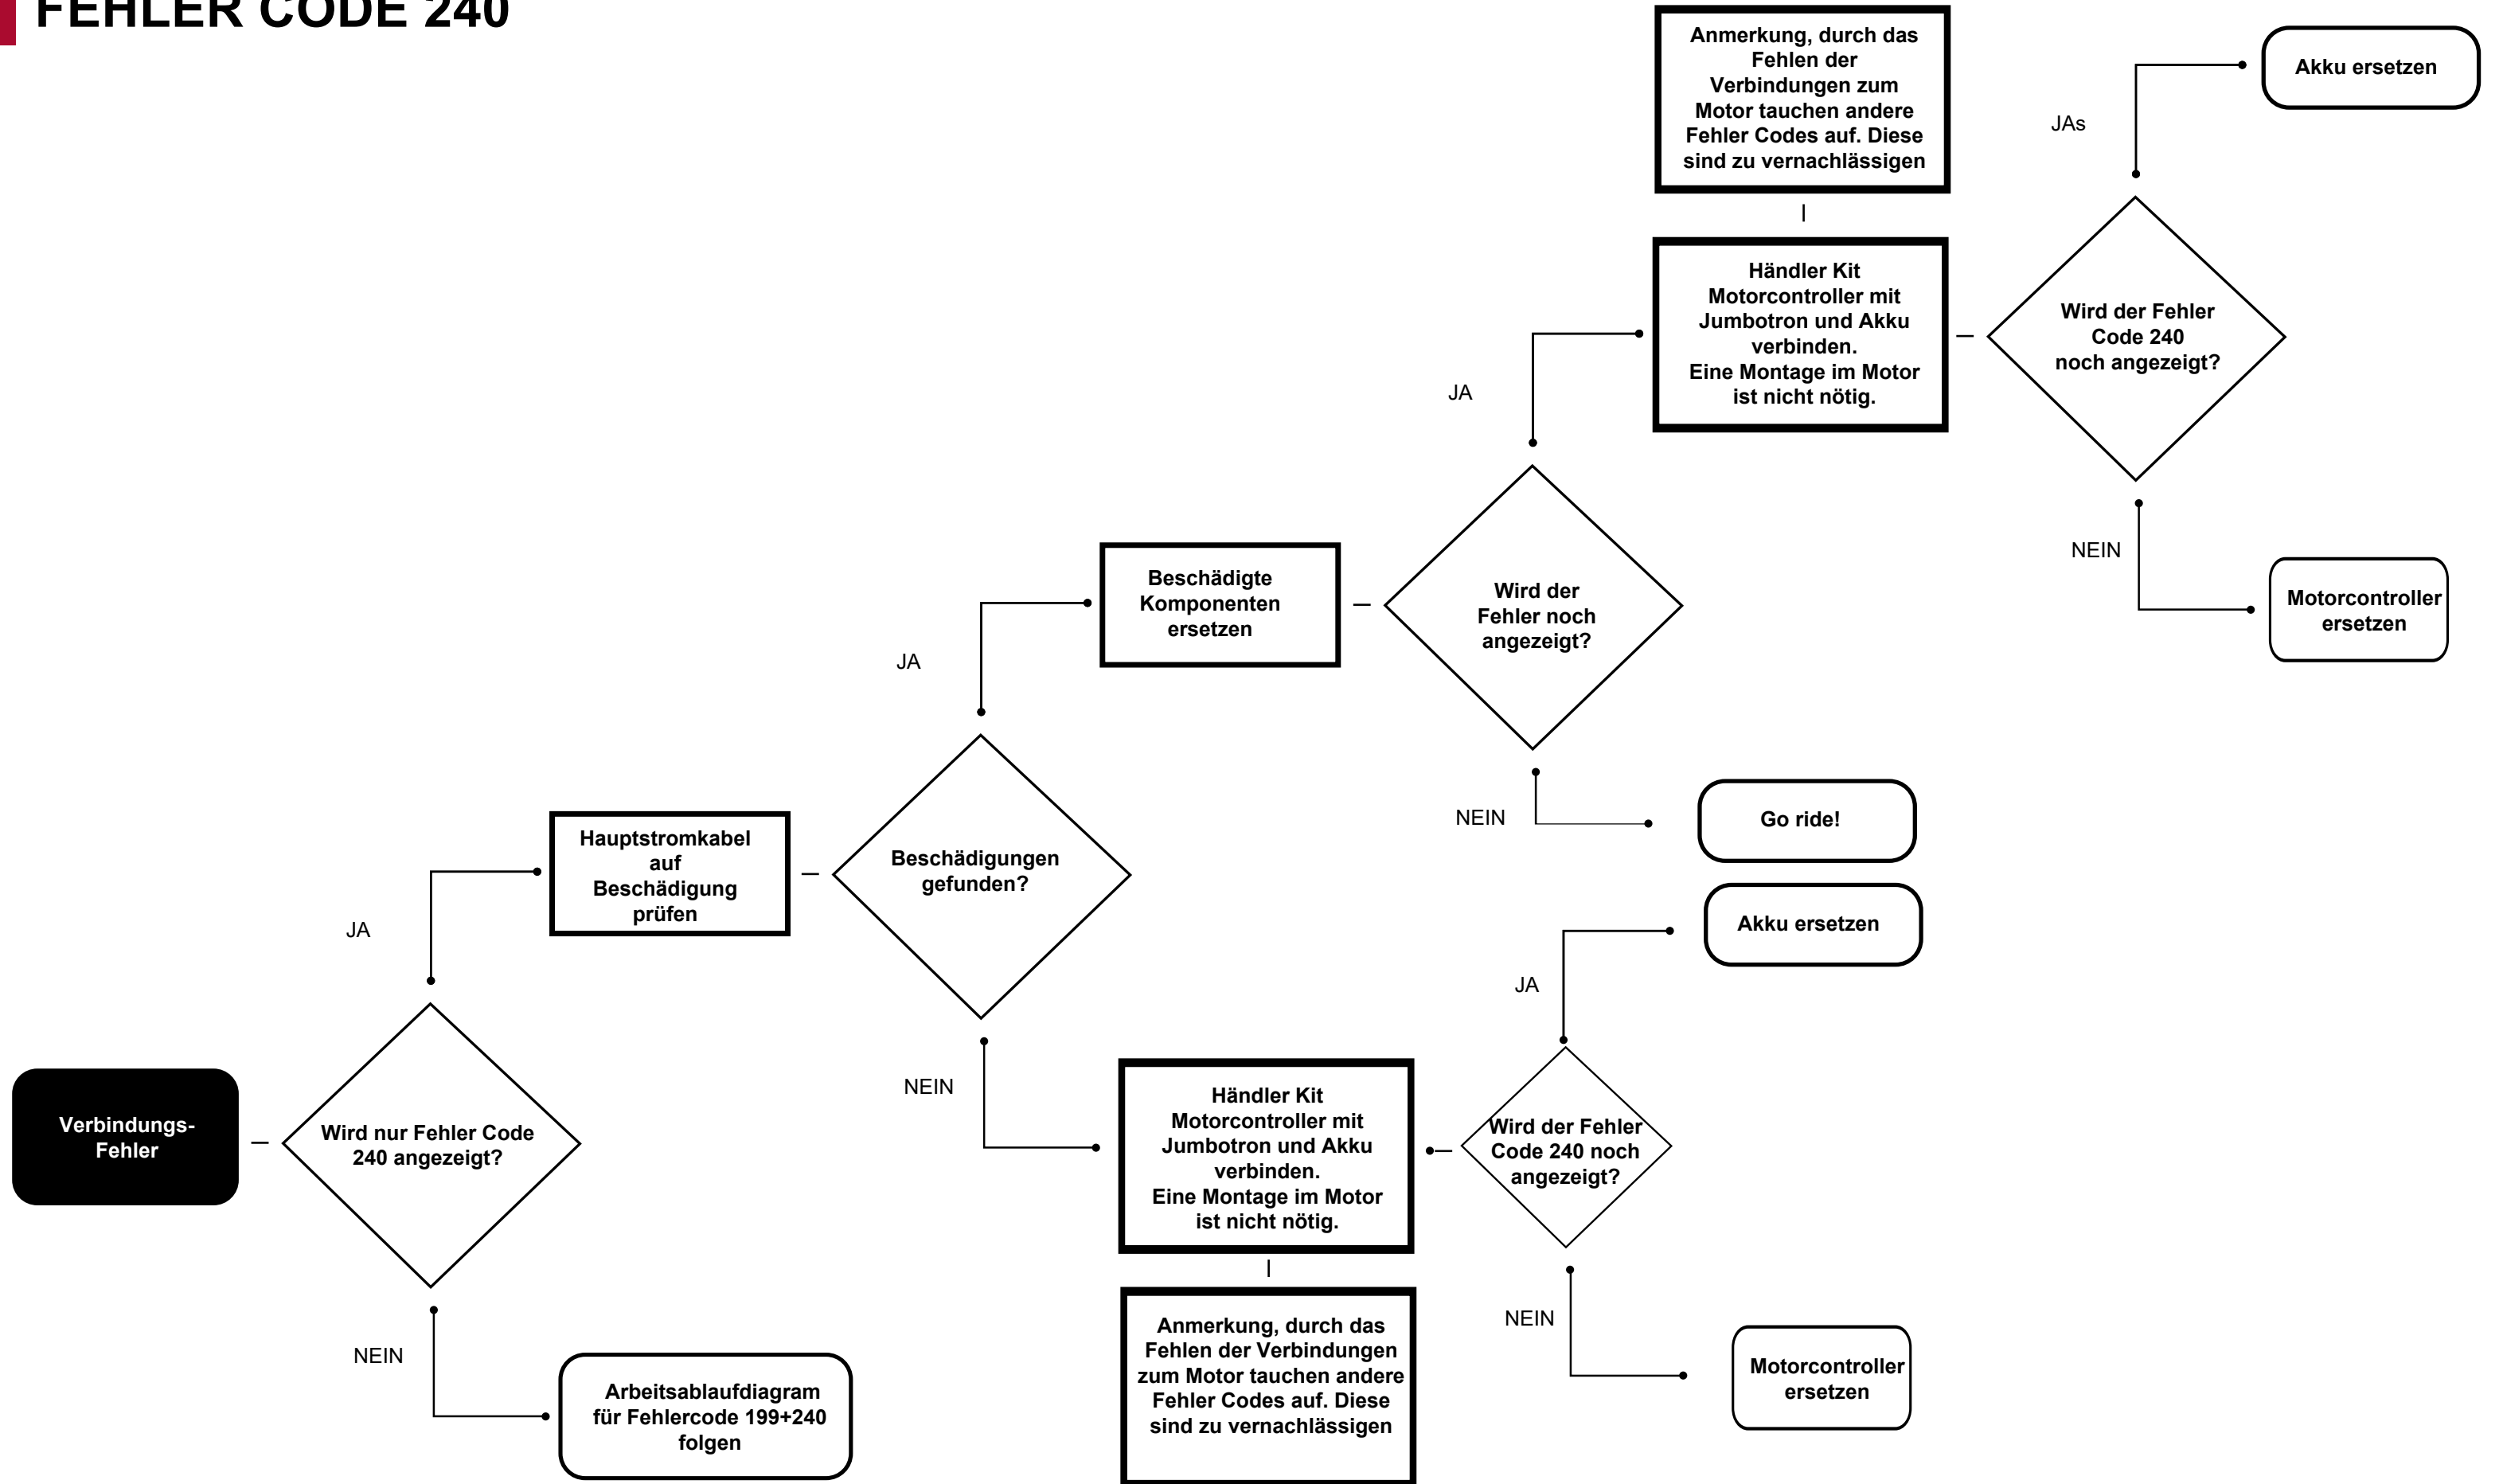 FEHLER CODE 240
Anmerkung, durch das
Fehlen der
Verbindungen zum
Motor tauchen andere
Fehler Codes auf. Diese
sind zu vernachlässigen
Akku ersetzen
JAs
Händler Kit
Motorcontroller mit
Jumbotron und Akku
verbinden.
Eine Montage im Motor
ist nicht nötig.
Wird der Fehler
Code 240
noch angezeigt?
JA
NEIN
Motorcontroller
ersetzen
Beschädigte
Komponenten
ersetzen
Wird der
Fehler noch
angezeigt?
JA
NEIN
Go ride!
Hauptstromkabel
auf
Beschädigung
prüfen
Beschädigungen
gefunden?
Akku ersetzen
JA
JA
NEIN
Händler Kit
Motorcontroller mit
Jumbotron und Akku
verbinden.
Eine Montage im Motor
ist nicht nötig.
Wird der Fehler
Code 240 noch
angezeigt?
Verbindungs-
Fehler
Wird nur Fehler Code
240 angezeigt?
NEIN
Anmerkung, durch das
Fehlen der Verbindungen
zum Motor tauchen andere
Fehler Codes auf. Diese
sind zu vernachlässigen
NEIN
Motorcontroller
ersetzen
Arbeitsablaufdiagram
für Fehlercode 199+240
folgen